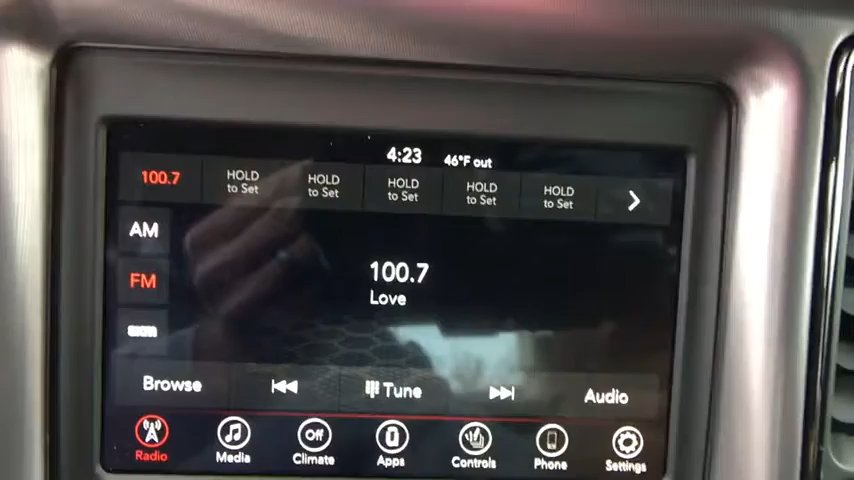 4:23 46°F out
100.7 HOLD to Set HOLD to Set HOLD to Set HOLD to Set HOLD to Set
AM
FM
100.7
Love
Browse Tune Audio
Off
Radio Media Climate Apps Controls Phone Settings